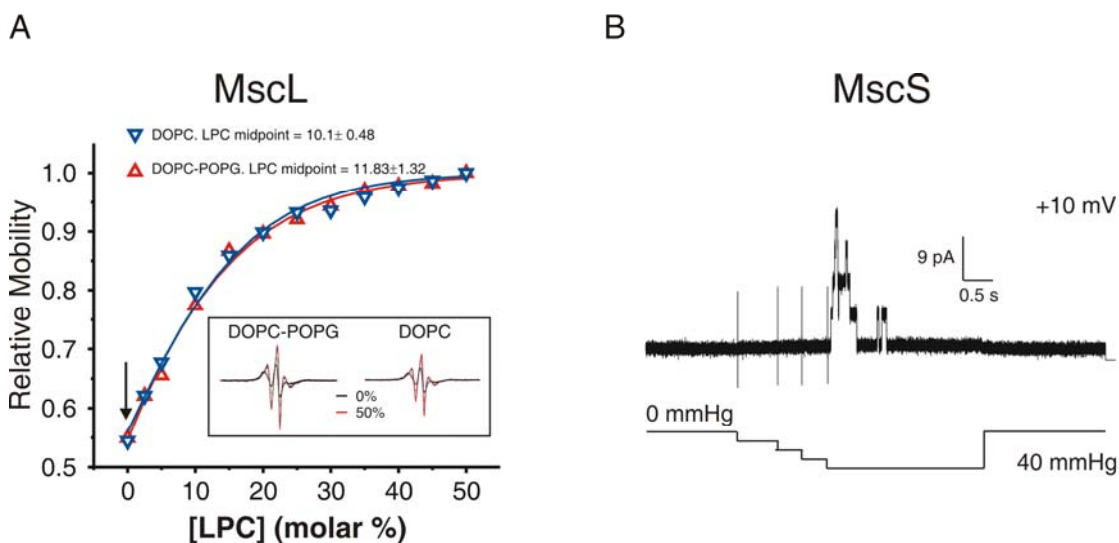 A
MscL
DOPC. LPC midpoint = 10.1± 0.48
DOPC-POPG. LPC midpoint = 11.83±1.32
Relative Mobility
1.0
0.9
0.8
0.7
0.6
0.5
DOPC-POPG DOPC
0%
50%
0 10 20 30 40 50
[LPC] (molar %)
B
MscS
+10 mV
9 pA
0.5 s
0 mmHg
40 mmHg